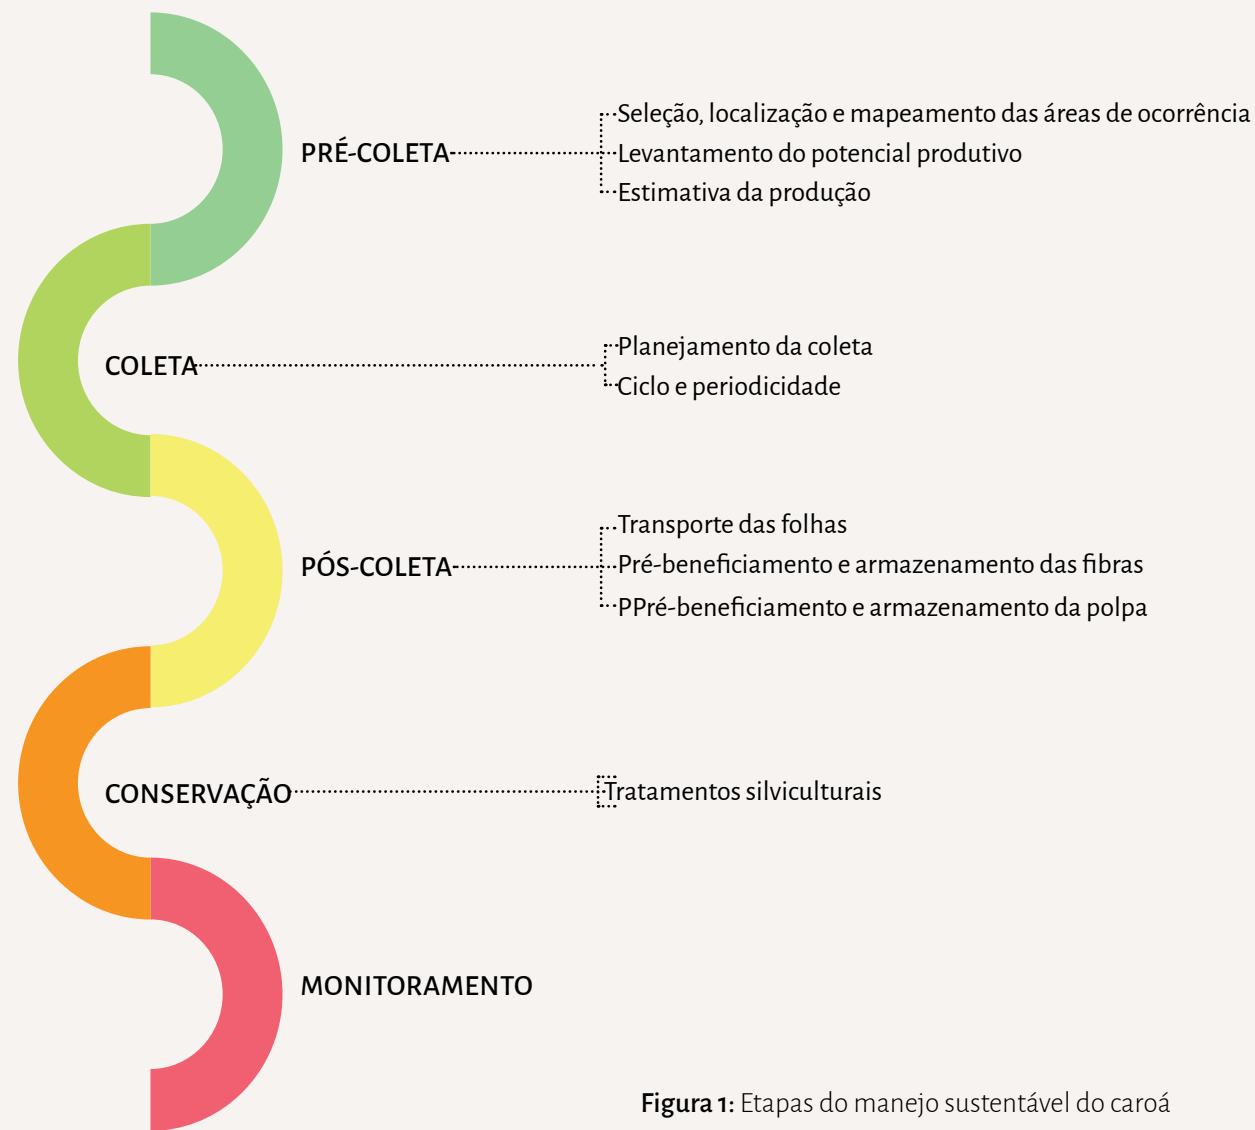 PRÉ-COLETA
Seleção, localização e mapeamento das áreas de ocorrência
Levantamento do potencial produtivo
Estimativa da produção
COLETA
Planejamento da coleta
Ciclo e periodicidade
PÓS-COLETA
Transporte das folhas
Pré-beneficiamento e armazenamento das fibras
PPré-beneficiamento e armazenamento da polpa
CONSERVAÇÃO
Tratamentos silviculturais
MONITORAMENTO
Figura 1: Etapas do manejo sustentável do caroá